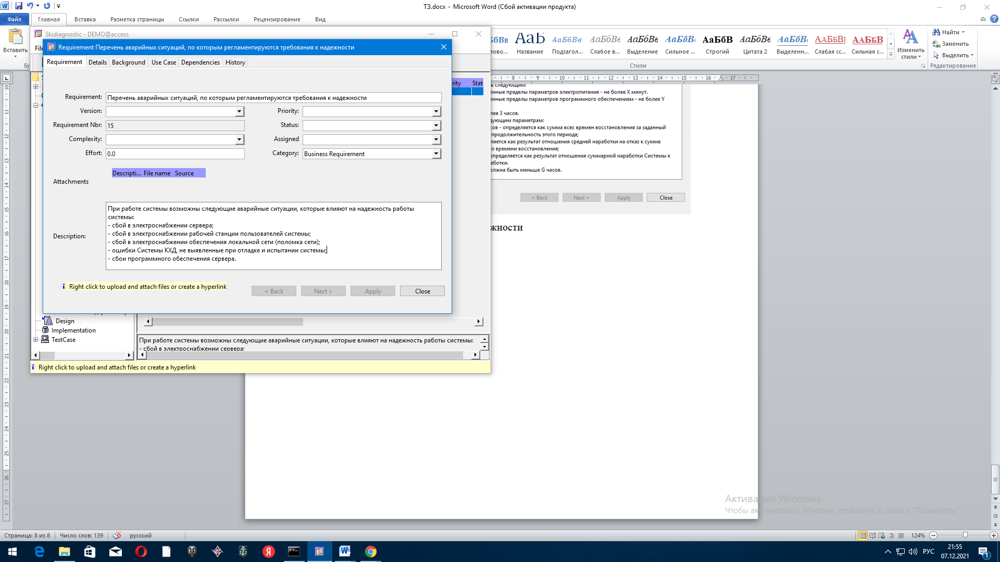 ТЗ.docx - Microsoft Word (Сбой активации продукта)
Файл
Главная
Вставка
Разметка страницы
Ссылки
Рассылки
Рецензирование
Вид
Вставить
Skidiagnostic - DEMO@access
АаБ
АаБбВв
АаБбВв
АаБбВв
АаБбВв
АаБбВ
АаБбВв
Название
Подзагол...
Слабое в...
Выделение
Сильное ...
Строгий
Цитата 2
Выделенн...
Слабая сс...
Сильная с...
Изменить стили
Найти
Заменить
Выделить
Стили
Редактирование
Requirement Перечень аварийных ситуаций, по которым регламентируются требования к надежности
Requirement
Details
Background
Use Case
Dependencies
History
Requirement: Перечень аварийных ситуаций, по которым регламентируются требования к надежности
Version:
Priority:
Requirement Nbr: 15
Status:
Complexity:
Assigned
Effort: 0.0
Category: Business Requirement
Descripti... File name Source
Attachments
Description:
При работе системы возможны следующие аварийные ситуации, которые влияют на надежность работы
системы:
- сбой в электроснабжении сервера;
- сбой в электроснабжении рабочей станции пользователей системы;
- сбой в электроснабжении обеспечения локальной сети (поломка сети);
- ошибки Системы КХД, не выявленные при отладке и испытании системы;
- сбои программного обеспечения сервера.
Right click to upload and attach files or create a hyperlink
< Back
Next >
Apply
Close
rity Stat
следующим:
енные пределы параметров электропитания - не более X минут.
енные пределы параметров программного обеспечением - не более Y
лее 3 часов.
дующим параметрам:
сов - определяется как сумма всех времен восстановления за заданный
продолжительность этого периода;
ляется как результат отношения средней наработки на отказ к сумме
о времени восстановления;
определяется как результат отношения суммарной наработки Системы к
аботки.
олжна быть меньше G часов.
< Back
Next >
Apply
Close
жности
Design
Implementation
TestCase
При работе системы возможны следующие аварийные ситуации, которые влияют на надежность работы системы:
- сбой в электроснабжении сервера;
Right click to upload and attach files or create a hyperlink
Активация Windows
Чтобы активировать Windows, перейдите в раздел "Параметры".
Страница: 8 из 8
Число слов: 139
русский
124%
РУС
21:55
07.12.2021
1